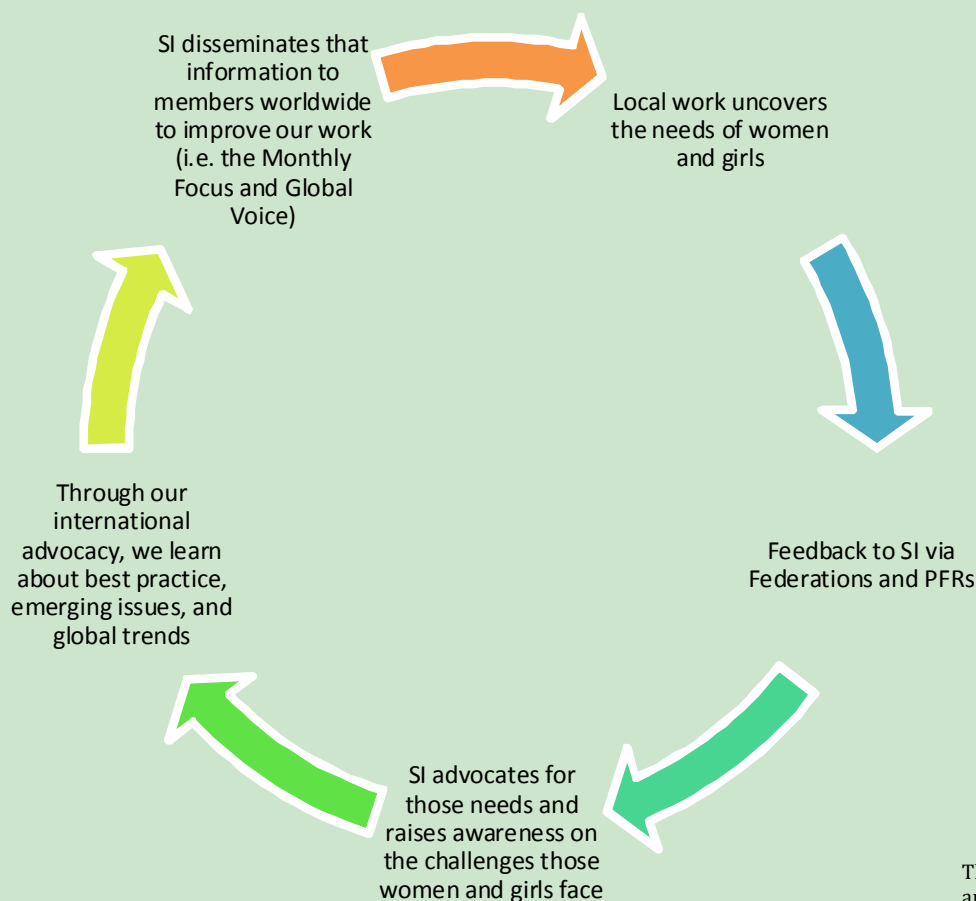 SI disseminates that
information to
members worldwide
to improve our work
(i.e. the Monthly
Focus and Global
Voice)
Local work uncovers
the needs of women
and girls
Feedback to SI via
Federations and PFRs
SI advocates for
those needs and
raises awareness on
the challenges those
women and girls face
Through our
international
advocacy, we learn
about best practice,
emerging issues, and
global trends